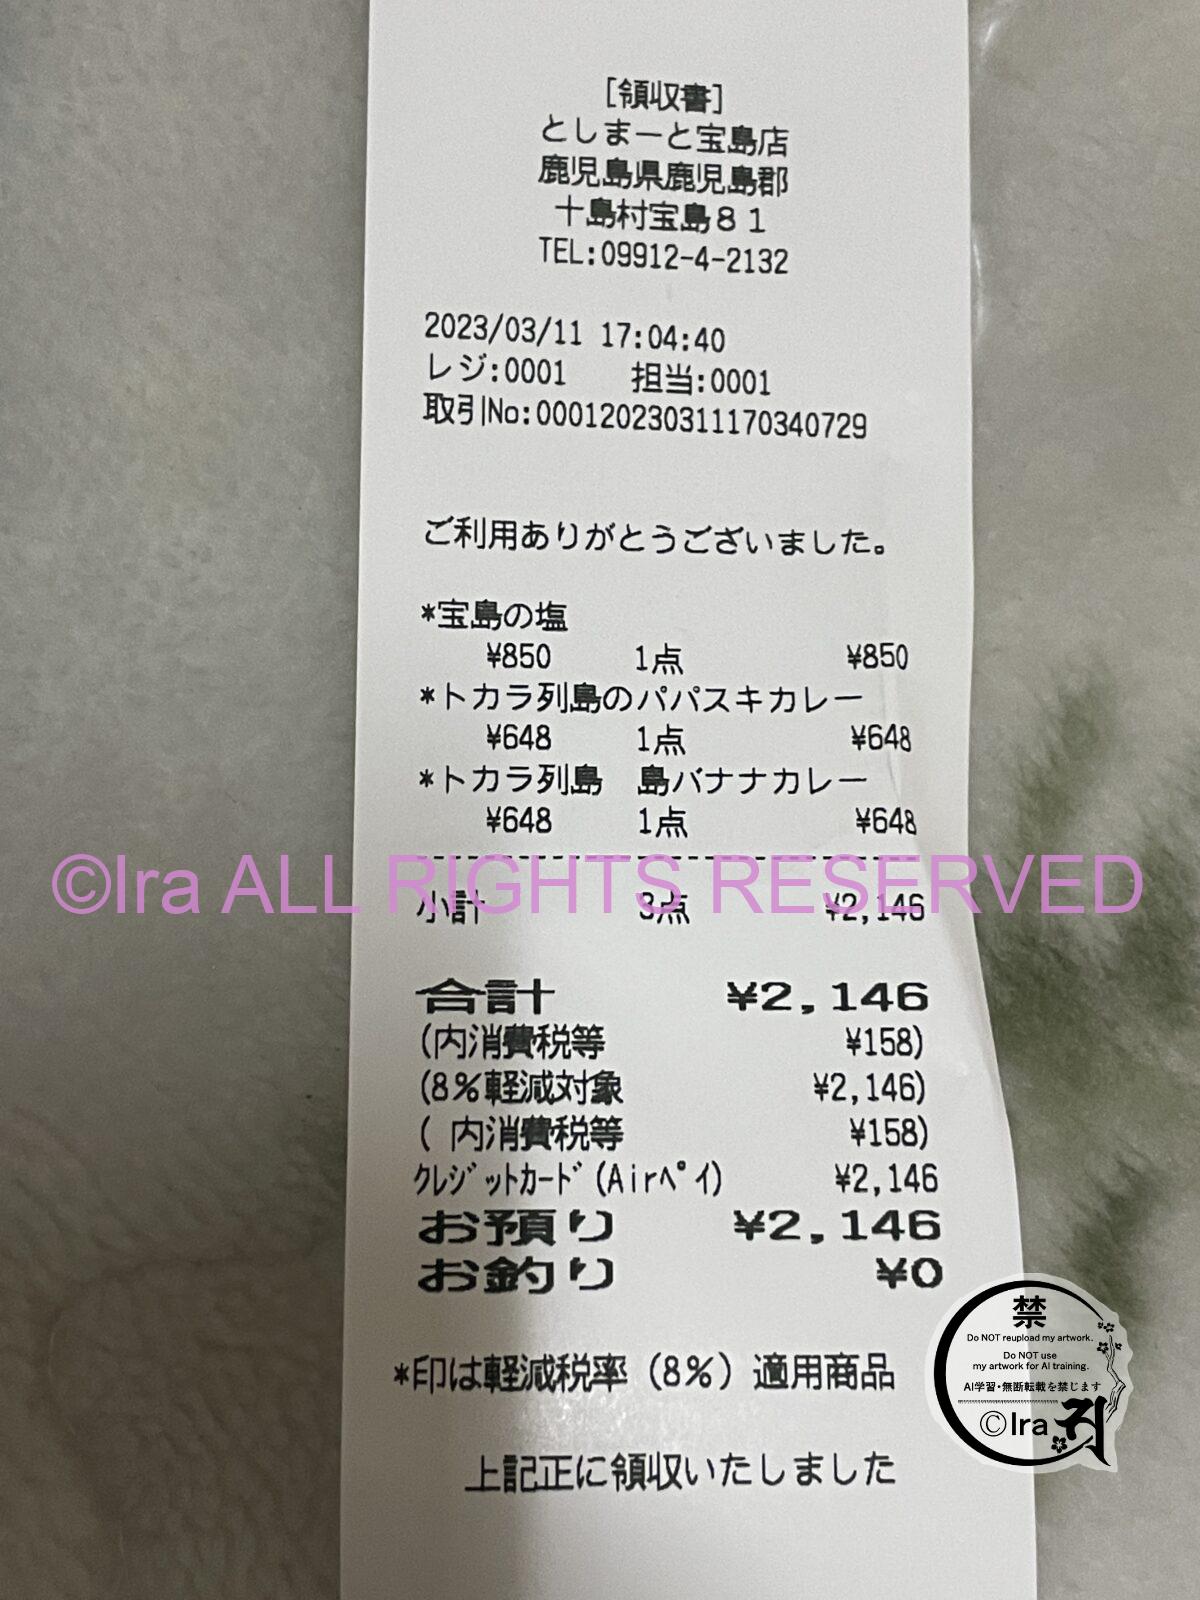 [領収書]
としまーと宝島店
鹿児島県鹿児島郡
十島村宝島８１
TEL:09912-4-2132
2023/03/11 17:04:40
レジ:0001 担当:0001
取引No:00012023031117034072​9
ご利用ありがとうございました。
*宝島の塩
¥850 1点 ¥850
*トカラ列島のパパスキカレー
¥648 1点 ¥648
*トカラ列島 島バナナカレー
¥648 1点 ¥648
©Ira ALL RIGHTS RESERVED
小計 3点 ¥2,146
合計 ¥2,146
(内消費税等 ¥158)
(8%軽減対象 ¥2,146)
( 内消費税等 ¥158)
ｸﾚｼﾞｯﾄｶｰﾄﾞ(Airﾍﾟｲ) ¥2,146
お預り ¥2,146
お釣り ¥0
*印は軽減税率（8%）適用商品
上記正に領収いたしました
禁
Do NOT reupload my artwork.
Do NOT use
my artwork for AI training.
AI学習・無断転載を禁じます
©Ira